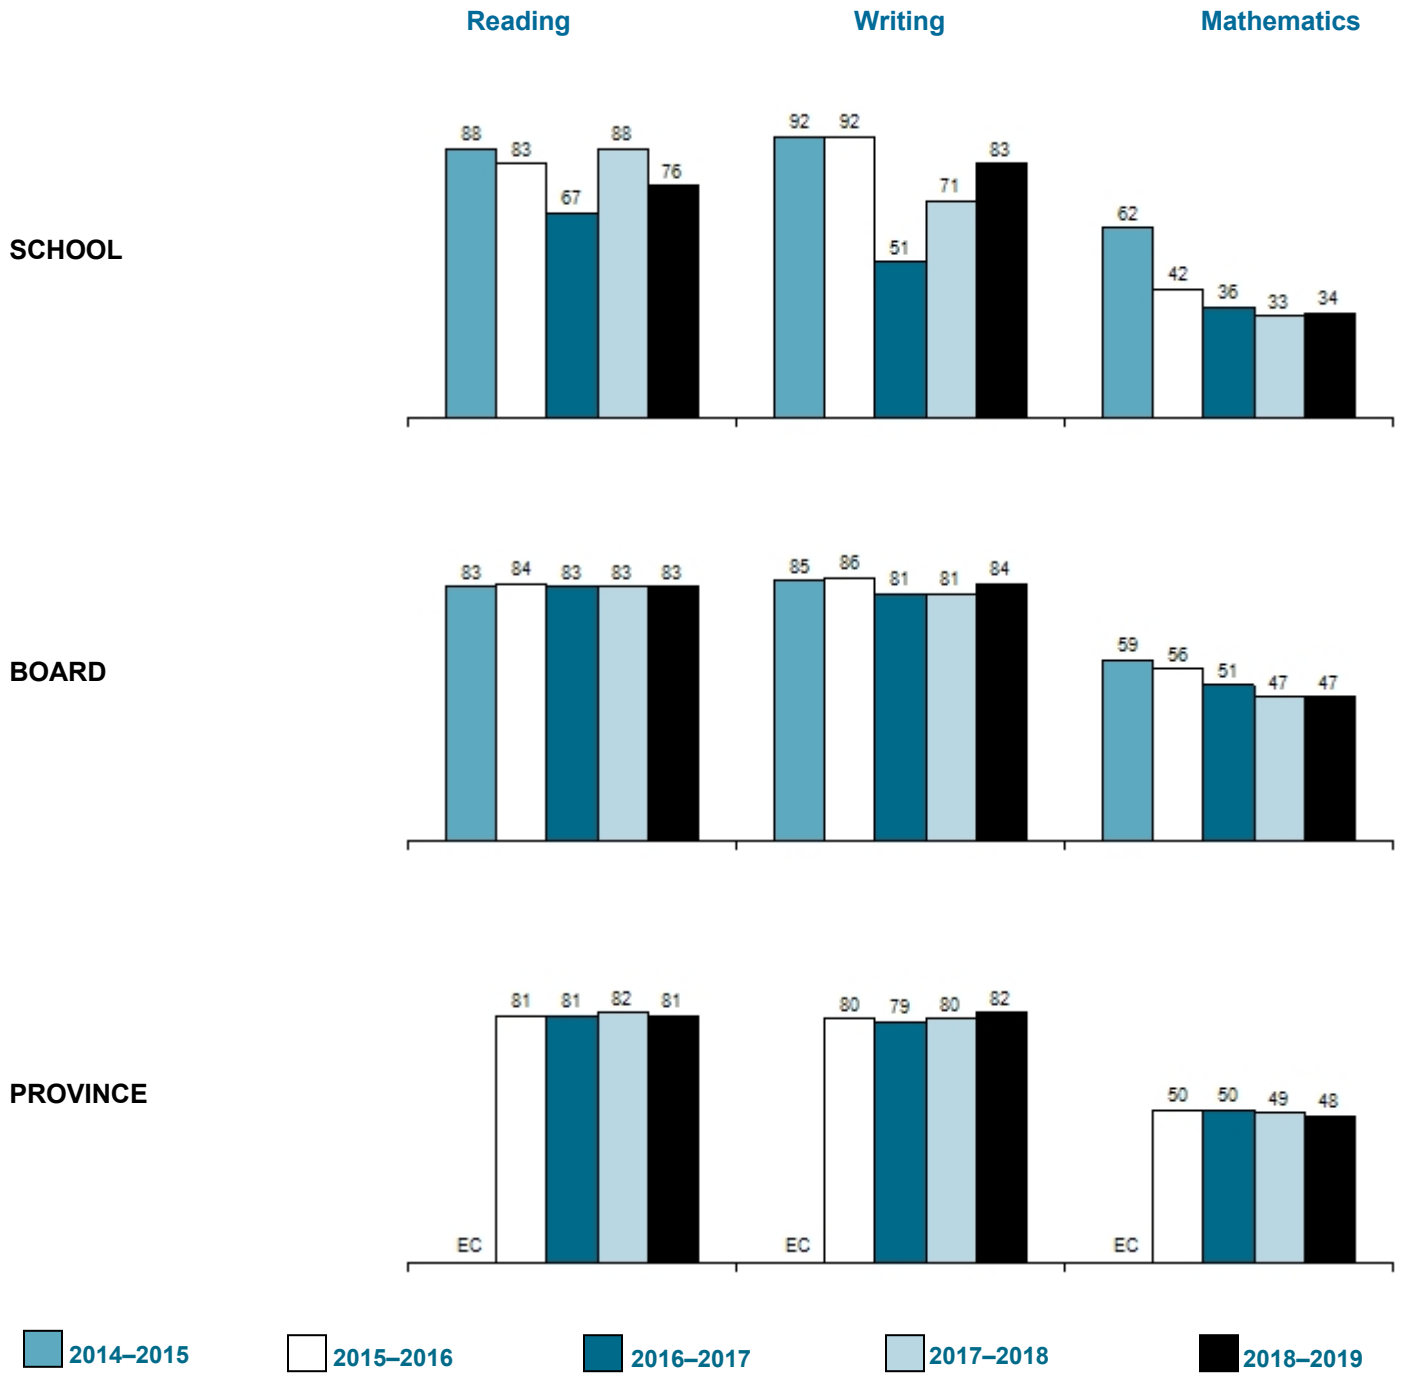 Reading Writing Mathematics
SCHOOL
88 83 67 88 76
92 92 51 71 83
62 42 36 33 34
BOARD
83 84 83 83 83
85 86 81 81 84
59 56 51 47 47
PROVINCE
EC 81 81 82 81
EC 80 79 80 82
EC 50 50 49 48
2014–2015 2015–2016 2016–2017 2017–2018 2018–2019